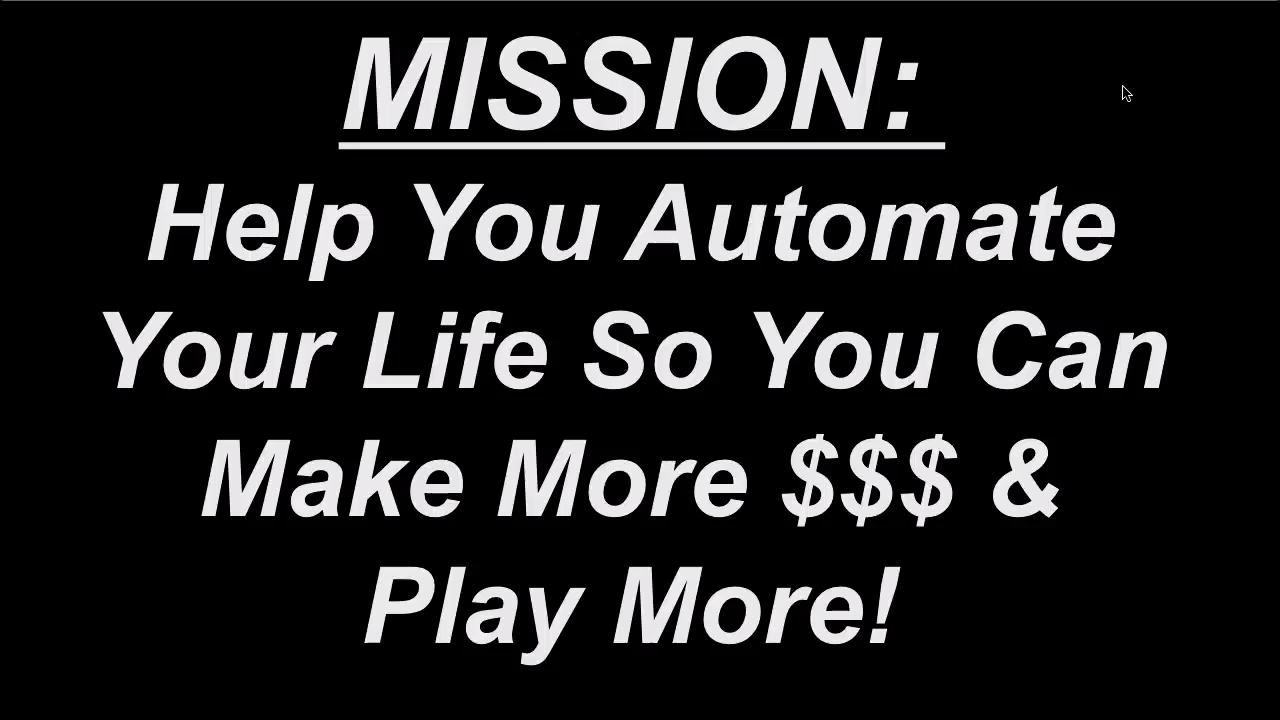 MISSION:
Help You Automate
Your Life So You Can
Make More $$$ &
Play More!